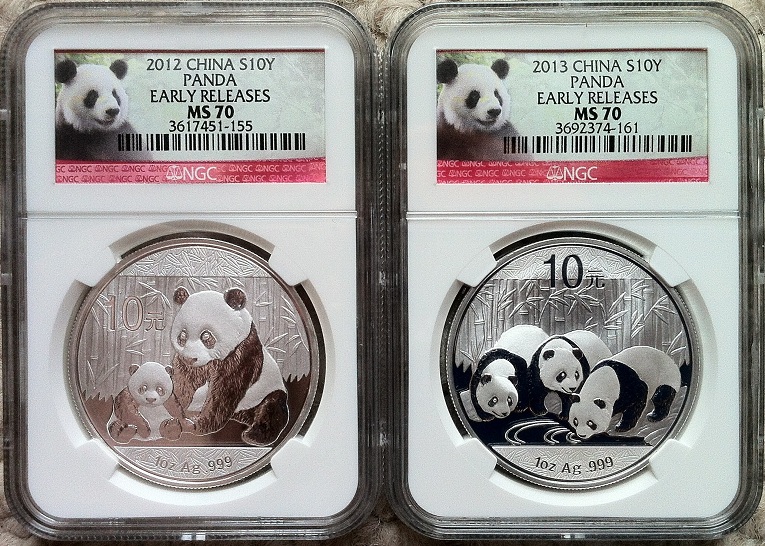 2012 CHINA S10Y
PANDA
EARLY RELEASES
MS 70
3617451-155
NGC
10元
1oz Ag 999
2013 CHINA S10Y
PANDA
EARLY RELEASES
MS 70
3692374-161
NGC
10元
1oz Ag 999